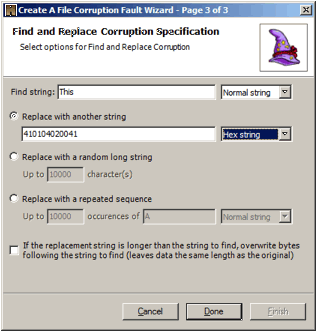 Create A File Corruption Fault Wizard - Page 3 of 3
Find and Replace Corruption Specification
Select options for Find and Replace Corruption
Find string: This Normal string
Replace with another string
410104020041 Hex string
Replace with a random long string
Up to 10000 character(s)
Replace with a repeated sequence
Up to 10000 occurences of A Normal string
If the replacement string is longer than the string to find, overwrite bytes
following the string to find (leaves data the same length as the original)
Cancel Done Finish